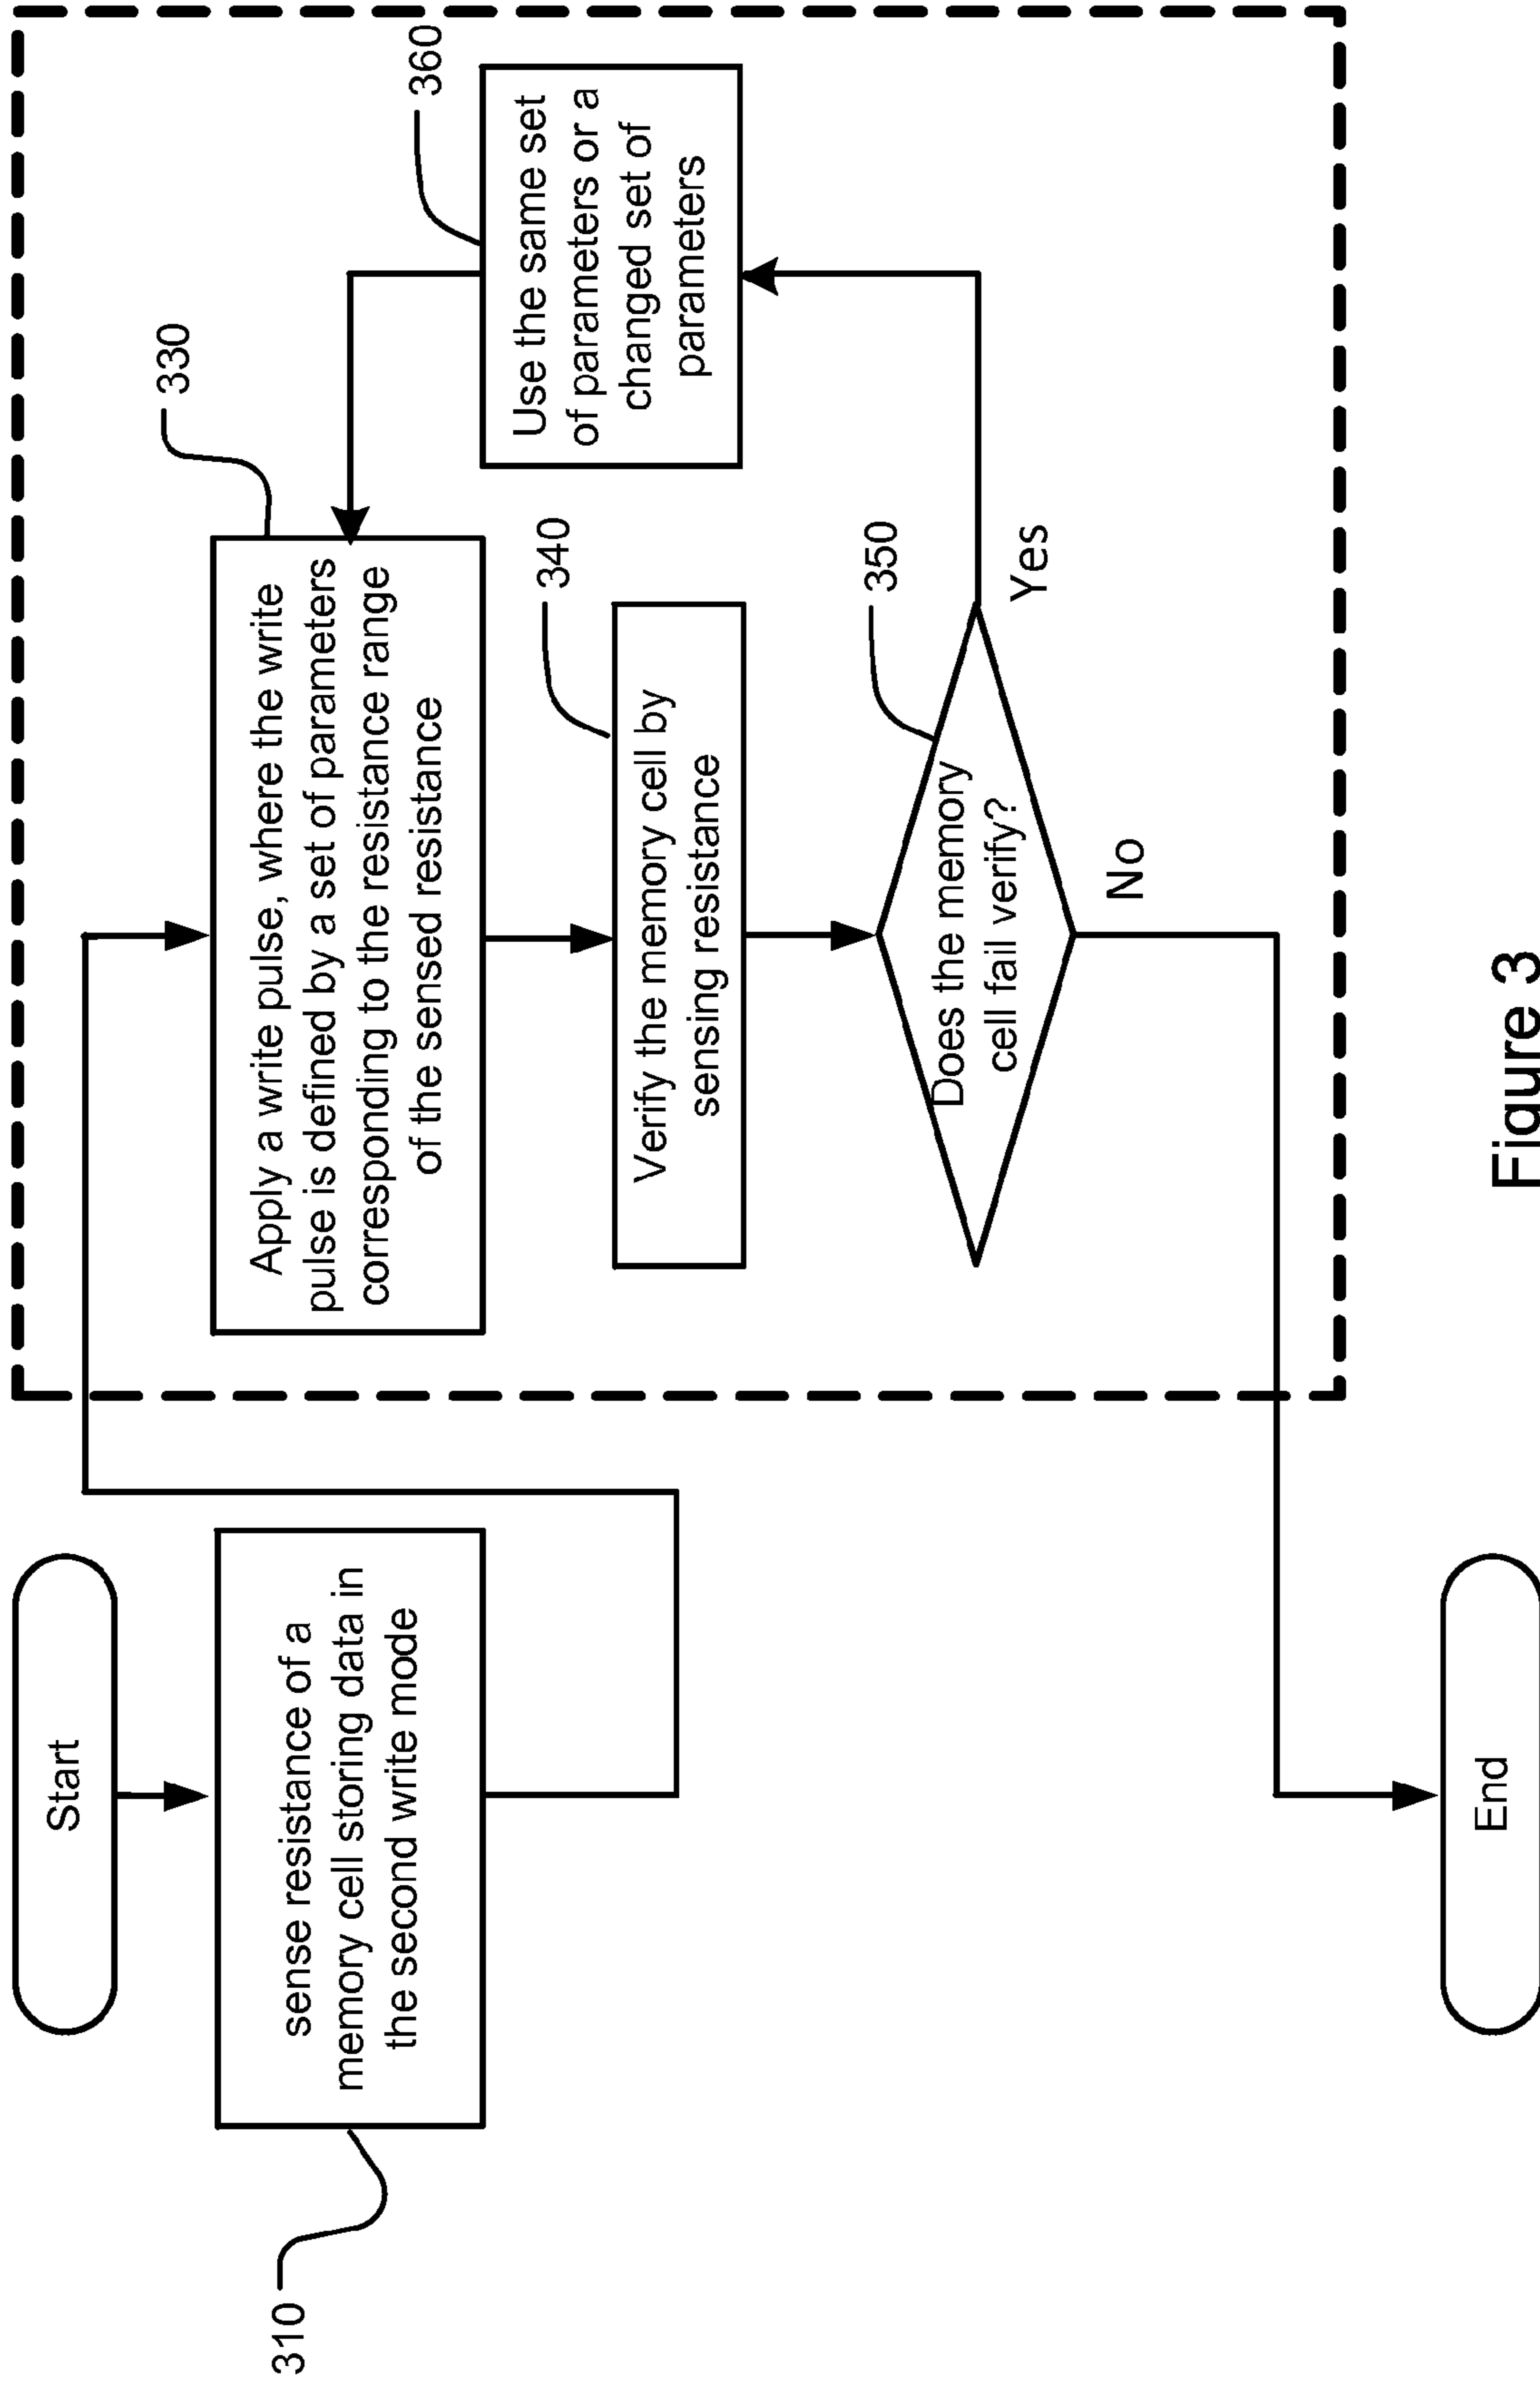 Start
sense resistance of a
memory cell storing data in
the second write mode
310
Apply a write pulse, where the write
pulse is defined by a set of parameters
corresponding to the resistance range
of the sensed resistance
330
Verify the memory cell by
sensing resistance
340
Does the memory
cell fail verify?
350
Yes
No
Use the same set
of parameters or a
changed set of
parameters
360
End
Figure 3